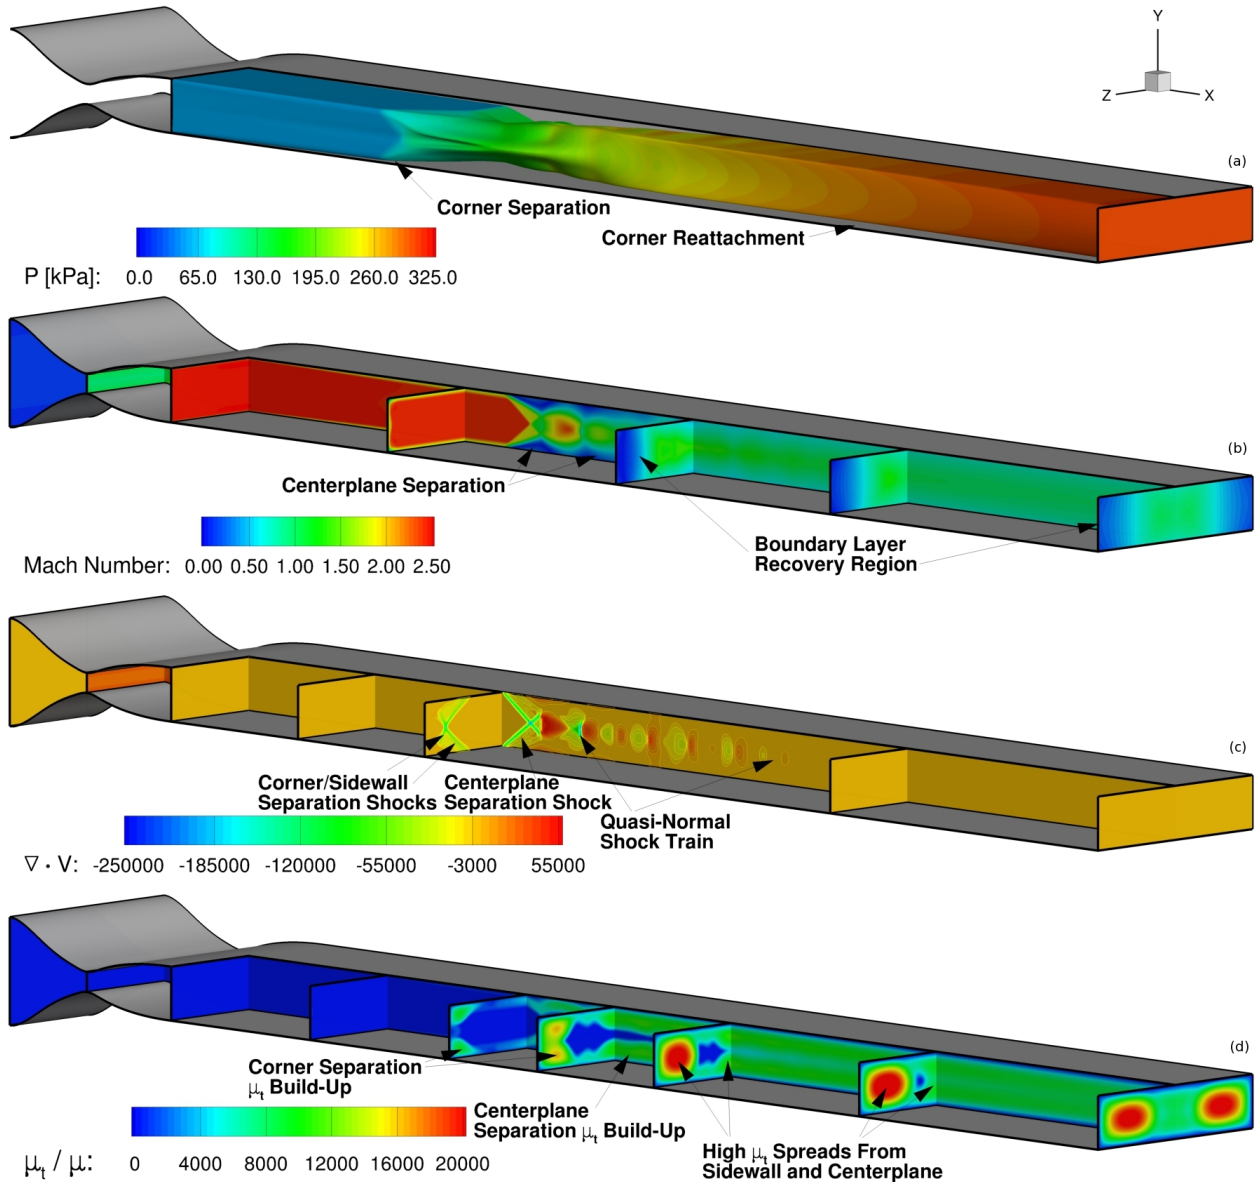 Y
Z
X
(a)
Corner Separation
Corner Reattachment
P [kPa]: 0.0 65.0 130.0 195.0 260.0 325.0
(b)
Centerplane Separation
Boundary Layer
Recovery Region
Mach Number: 0.00 0.50 1.00 1.50 2.00 2.50
(c)
Corner/Sidewall
Separation Shocks
Centerplane
Separation Shock
Quasi-Normal
Shock Train
∇ · V: -250000 -185000 -120000 -55000 -3000 55000
(d)
Corner Separation
μt Build-Up
Centerplane
Separation μt Build-Up
High μt Spreads From
Sidewall and Centerplane
μt / μ: 0 4000 8000 12000 16000 20000